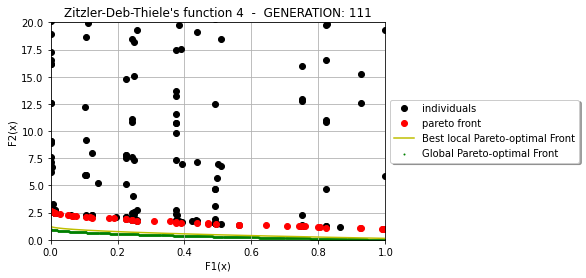 Zitzler-Deb-Thiele's function 4  -  GENERATION: 111
20.0
17.5
15.0
12.5
10.0
7.5
5.0
2.5
0.0
F2(x)
0.0 0.2 0.4 0.6 0.8 1.0
F1(x)
individuals
pareto front
Best local Pareto-optimal Front
Global Pareto-optimal Front